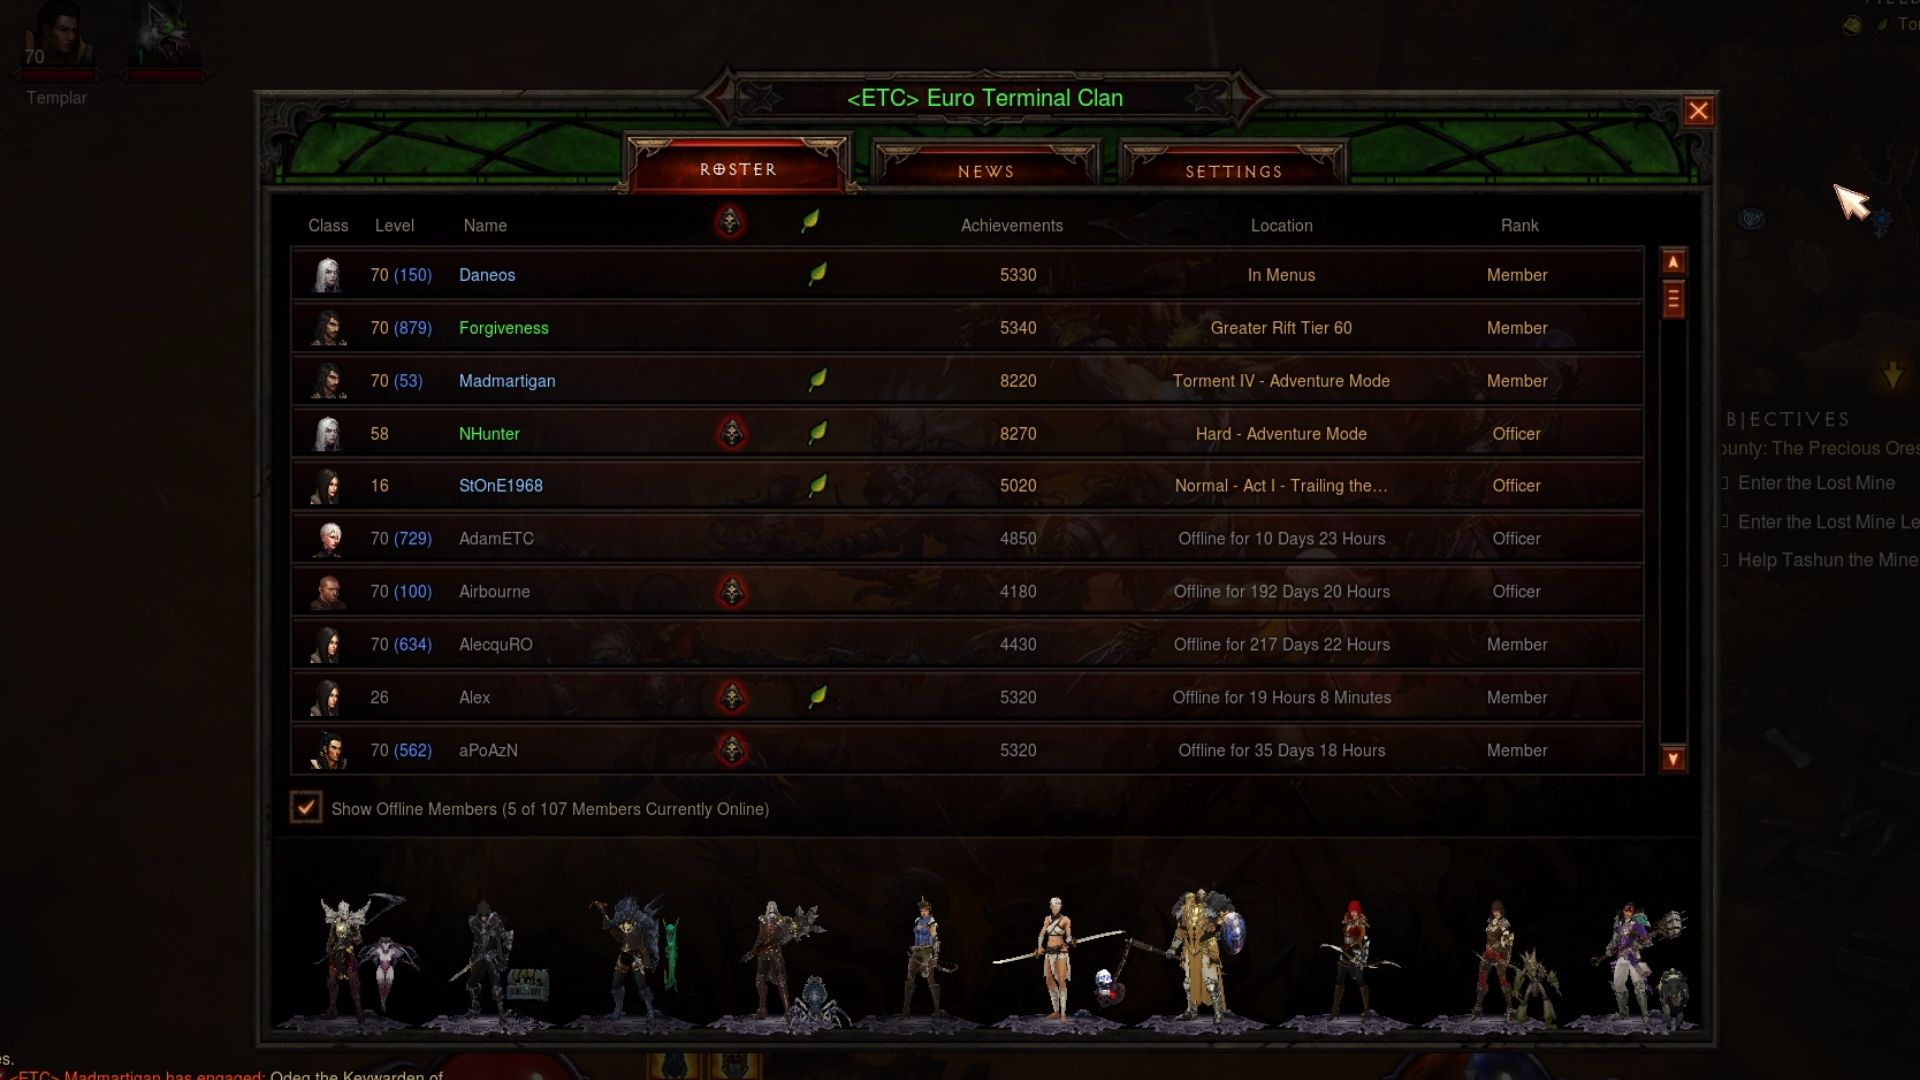 70
1
Templar
<ETC> Euro Terminal Clan
ROSTER
NEWS
SETTINGS
Class Level Name Achievements Location Rank
70 (150) Daneos 5330 In Menus Member
70 (879) Forgiveness 5340 Greater Rift Tier 60 Member
70 (53) Madmartigan 8220 Torment IV - Adventure Mode Member
58 NHunter 8270 Hard - Adventure Mode Officer
16 StOnE1968 5020 Normal - Act I - Trailing the... Officer
70 (729) AdamETC 4850 Offline for 10 Days 23 Hours Officer
70 (100) Airbourne 4180 Offline for 192 Days 20 Hours Officer
70 (634) AlecquRO 4430 Offline for 217 Days 22 Hours Member
26 Alex 5320 Offline for 19 Hours 8 Minutes Member
70 (562) aPoAzN 5320 Offline for 35 Days 18 Hours Member
Show Offline Members (5 of 107 Members Currently Online)
BJECTIVES
ounty: The Precious Ores
Enter the Lost Mine
Enter the Lost Mine Le
Help Tashun the Mine
es.
<ETC> Madmartigan has engaged: Odeg the Keywarden of